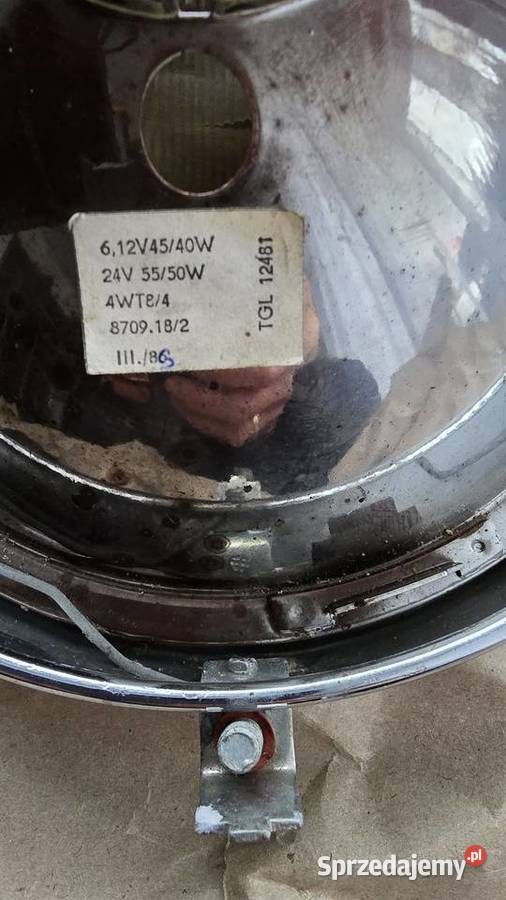 6,12V45/40W
24V 55/50W
4WT8/4
8709.18/2
III./86
TGL 12481
Sprzedajemy.pl